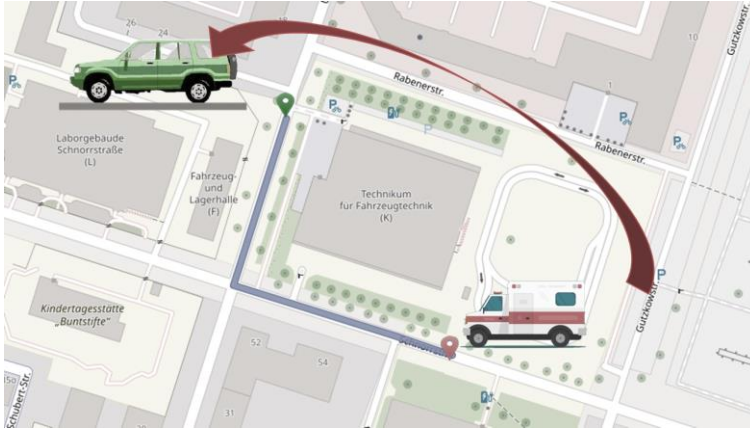 26
24
18
Gutzkowstr.
10
Rabenerstr.
1
P
P
P
P
P
Laborgebäude
Schnorrstraße
(L)
Fahrzeug-
und
Lagerhalle
(F)
Technikum
für Fahrzeugtechnik
(K)
Rabenerstr.
P
P
Gutzkowstr.
Kindertagesstätte
„Buntstifte"
52
54
31
Schubert-Str.